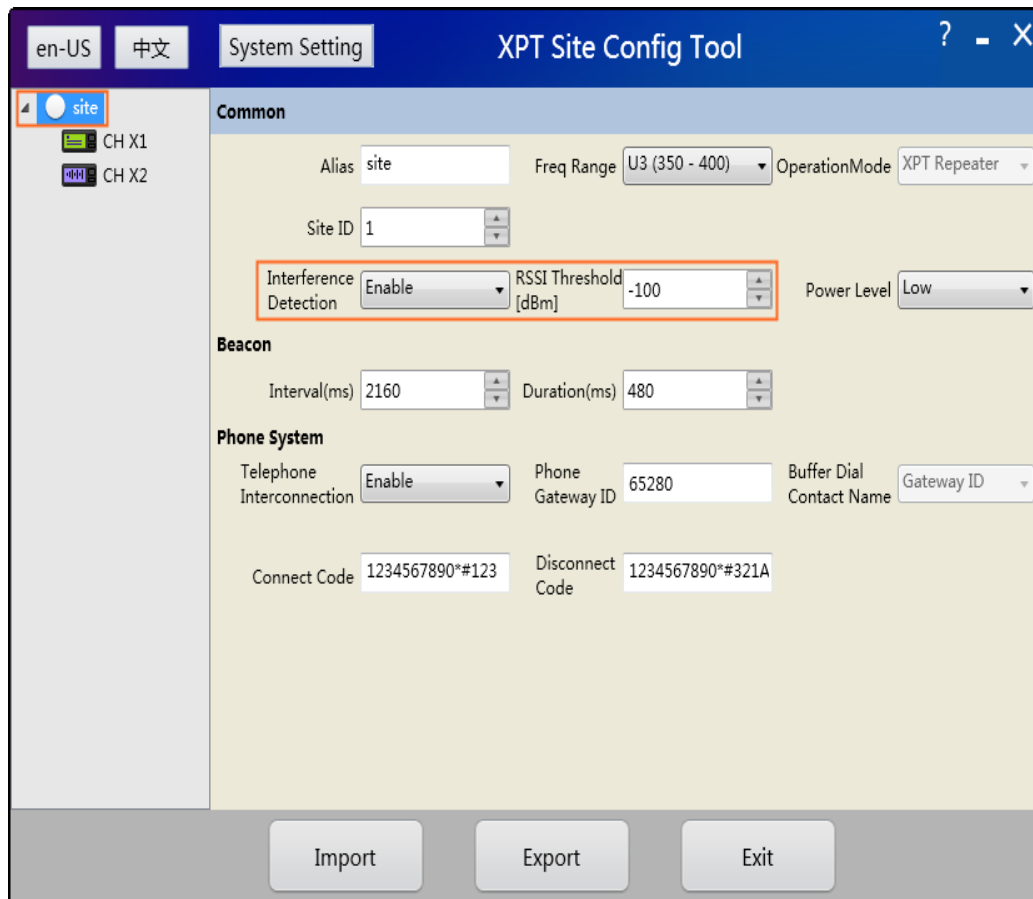 en-US 中文 System Setting XPT Site Config Tool ? - X
site
CH X1
CH X2
Common
Alias site Freq Range U3 (350 - 400) OperationMode XPT Repeater
Site ID 1
Interference Detection Enable RSSI Threshold [dBm] -100 Power Level Low
Beacon
Interval(ms) 2160 Duration(ms) 480
Phone System
Telephone Interconnection Enable Phone Gateway ID 65280 Buffer Dial Contact Name Gateway ID
Connect Code 1234567890*#123 Disconnect Code 1234567890*#321A
Import Export Exit